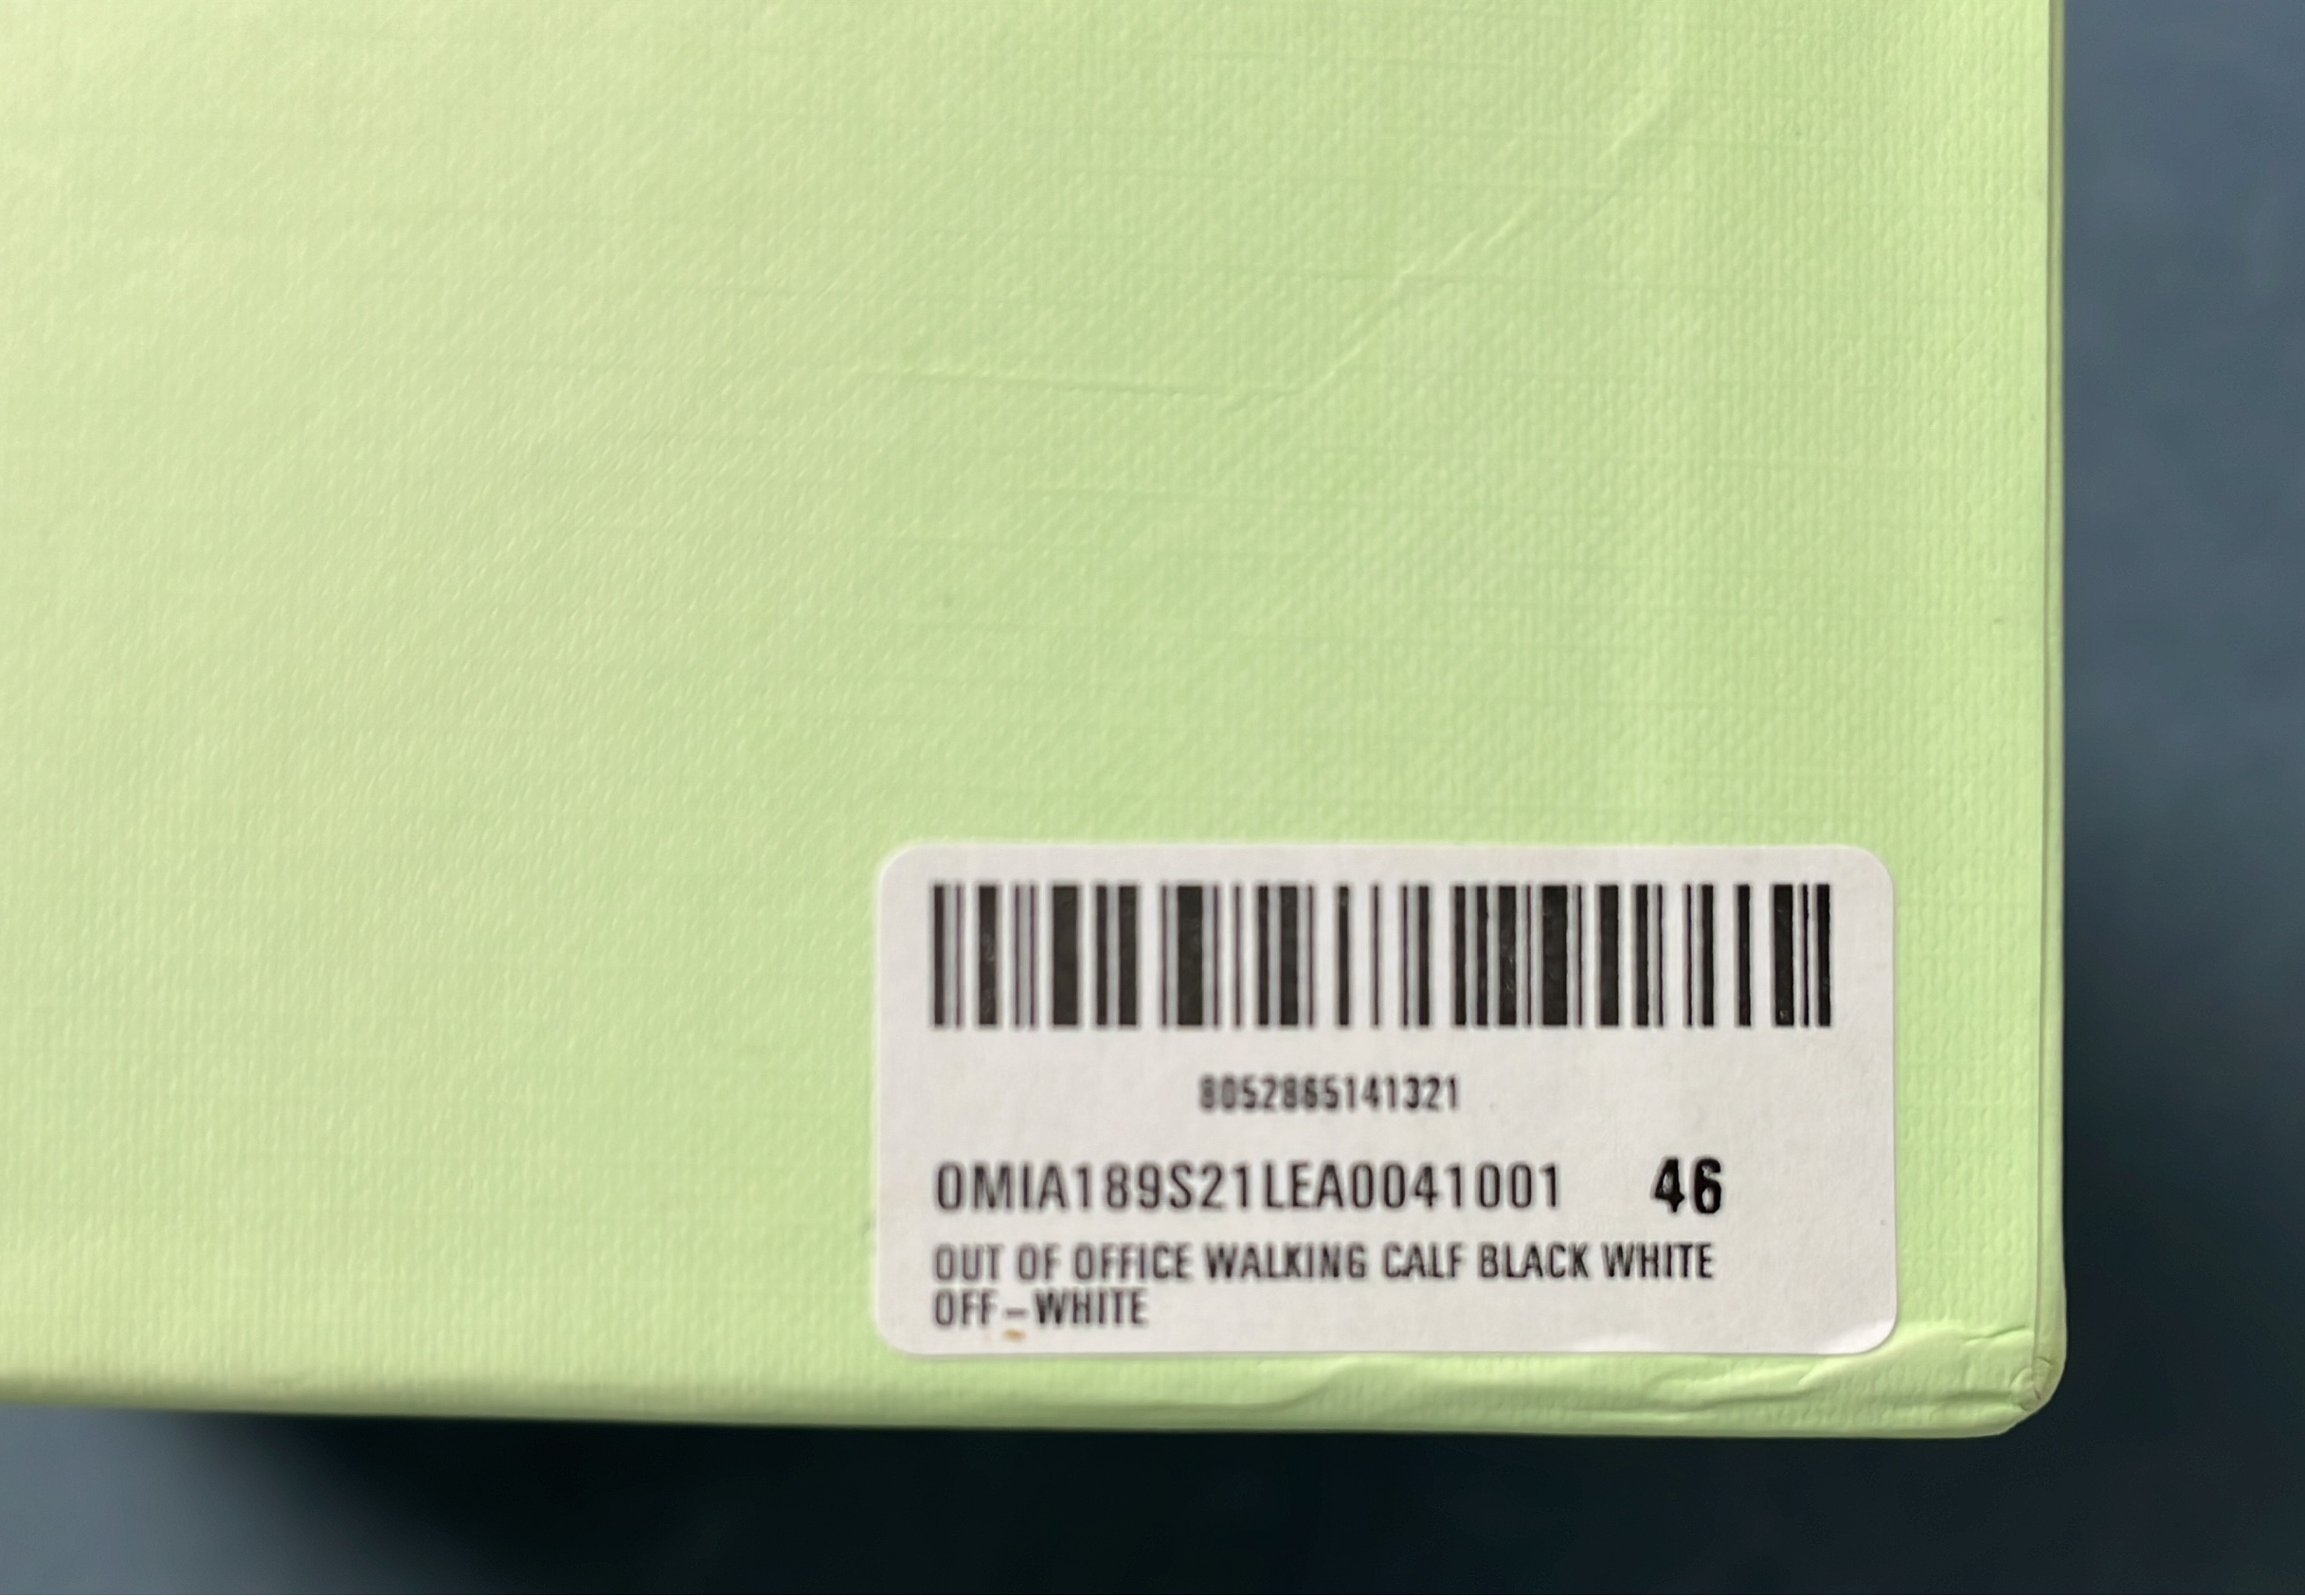 8052865141321
OMIA189S21LEA0041001 46
OUT OF OFFICE WALKING CALF BLACK WHITE
OFF-WHITE